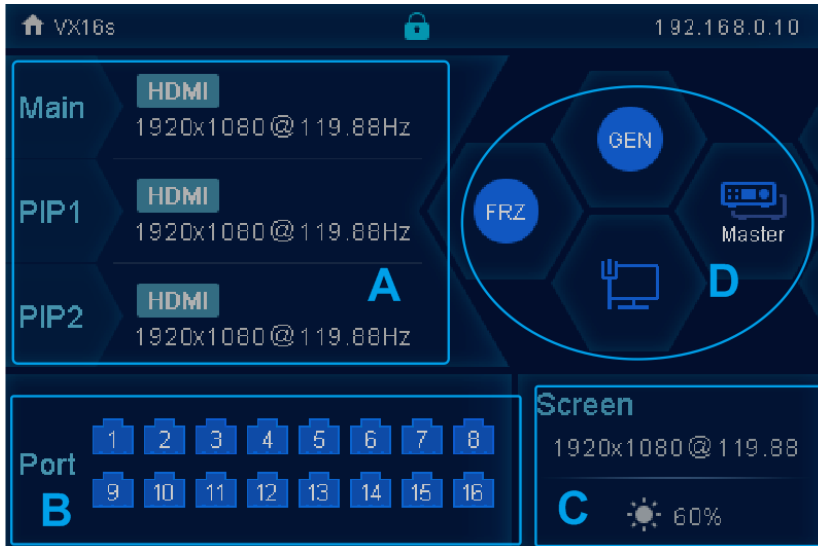 VX16s
192.168.0.10
Main
HDMI
1920x1080@119.88Hz
PIP1
HDMI
1920x1080@119.88Hz
PIP2
HDMI
1920x1080@119.88Hz
A
GEN
FRZ
Master
D
Port
1 2 3 4 5 6 7 8
9 10 11 12 13 14 15 16
B
Screen
1920x1080@119.88
C
60%